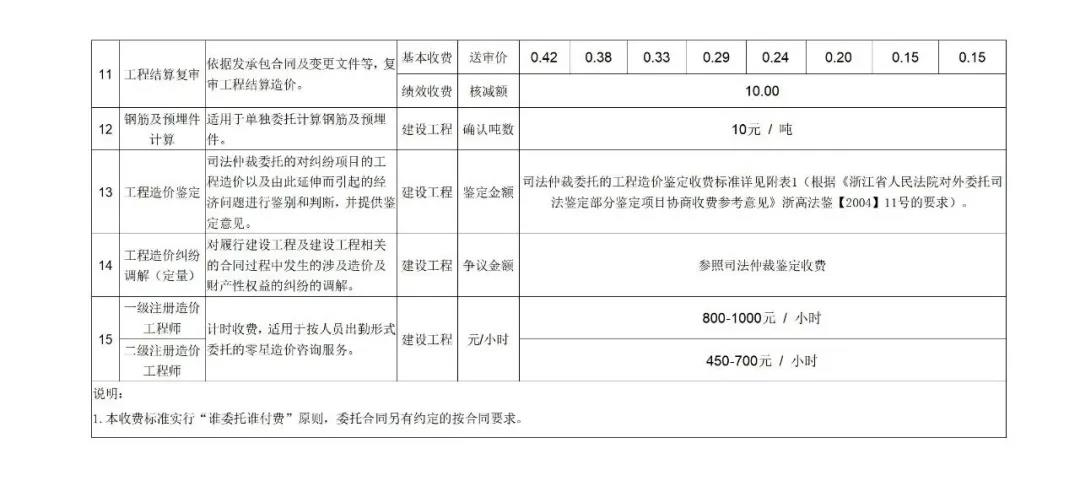 11 工程结算复审 依据发承包合同及变更文件等，复审工程结算造价。 基本收费 送审价 0.42 0.38 0.33 0.29 0.24 0.20 0.15 0.15
绩效收费 核减额 10.00
12 钢筋及预埋件计算 适用于单独委托计算钢筋及预埋件。 建设工程 确认吨数 10元 / 吨
13 工程造价鉴定 司法仲裁委托的对纠纷项目的工程造价以及由此延伸而引起的经济问题进行鉴别和判断，并提供鉴定意见。 建设工程 鉴定金额 司法仲裁委托的工程造价鉴定收费标准详见附表1（根据《浙江省人民法院对外委托司法鉴定部分鉴定项目协商收费参考意见》浙高法鉴【2004】11号的要求）。
14 工程造价纠纷调解（定量） 对履行建设工程及建设工程相关的合同过程中发生的涉及造价及财产性权益的纠纷的调解。 建设工程 争议金额 参照司法仲裁鉴定收费
15 一级注册造价工程师 计时收费，适用于按人员出勤形式委托的零星造价咨询服务。 建设工程 元/小时 800-1000元 / 小时
二级注册造价工程师 450-700元 / 小时
说明：
1.本收费标准实行“谁委托谁付费”原则，委托合同另有约定的按合同要求。